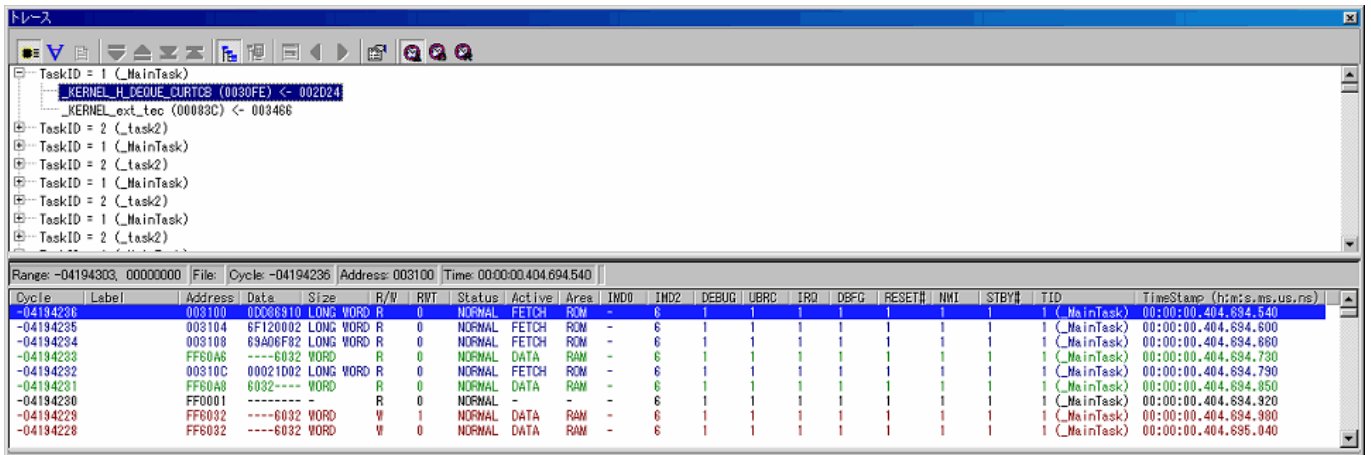 トレース
TaskID = 1 (_MainTask)
_KERNEL_H_DEQUE_CURTCB (0030FE) <- 002D24
_KERNEL_ext_tec (00083C) <- 003466
TaskID = 2 (_task2)
TaskID = 1 (_MainTask)
TaskID = 2 (_task2)
TaskID = 1 (_MainTask)
TaskID = 2 (_task2)
TaskID = 1 (_MainTask)
TaskID = 2 (_task2)
Range: -04194303, 00000000 File: Cycle: -04194236 Address: 003100 Time: 00:00:00.404.694.540
Cycle Label Address Data Size R/W RWT Status Active Area IND0 IND2 DEBUG UBRC IRQ DBFG RESET# NMI STBY# TID TimeStamp (h:m:s.ms.us.ns)
-04194236 003100 0DD86910 LONG WORD R 0 NORMAL FETCH ROM - 6 1 1 1 1 1 1 1 1 (_MainTask) 00:00:00.404.694.540
-04194235 003104 6F120002 LONG WORD R 0 NORMAL FETCH ROM - 6 1 1 1 1 1 1 1 1 (_MainTask) 00:00:00.404.694.600
-04194234 003108 69A06F82 LONG WORD R 0 NORMAL FETCH ROM - 6 1 1 1 1 1 1 1 1 (_MainTask) 00:00:00.404.694.660
-04194233 FF60A6 ----6032 WORD R 0 NORMAL DATA RAM - 6 1 1 1 1 1 1 1 1 (_MainTask) 00:00:00.404.694.730
-04194232 00310C 00021D02 LONG WORD R 0 NORMAL FETCH ROM - 6 1 1 1 1 1 1 1 1 (_MainTask) 00:00:00.404.694.790
-04194231 FF60A8 6032---- WORD R 0 NORMAL DATA RAM - 6 1 1 1 1 1 1 1 1 (_MainTask) 00:00:00.404.694.850
-04194230 FF0001 -------- - R 0 NORMAL - - - 6 1 1 1 1 1 1 1 1 (_MainTask) 00:00:00.404.694.920
-04194229 FF6032 ----6032 WORD W 1 NORMAL DATA RAM - 6 1 1 1 1 1 1 1 1 (_MainTask) 00:00:00.404.694.980
-04194228 FF6032 ----6032 WORD W 0 NORMAL DATA RAM - 6 1 1 1 1 1 1 1 1 (_MainTask) 00:00:00.404.695.040